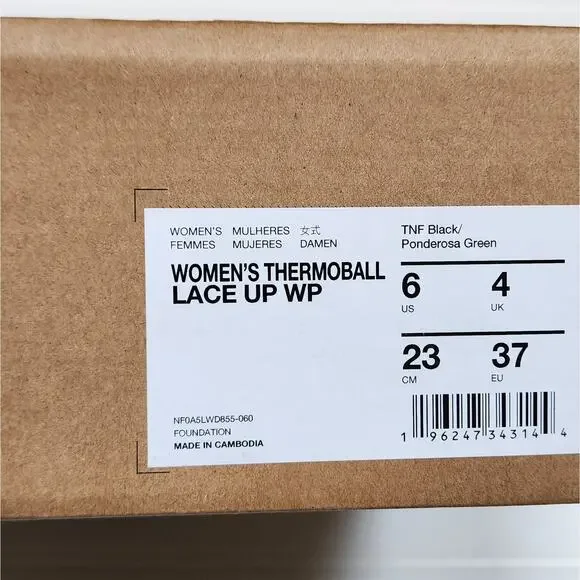 WOMEN'S MULHERES 女式
FEMMES MUJERES DAMEN
WOMEN'S THERMOBALL
LACE UP WP
NF0A5LWD855-060
FOUNDATION
MADE IN CAMBODIA
TNF Black/
Ponderosa Green
6 4
US UK
23 37
CM EU
1 96247 34314 4